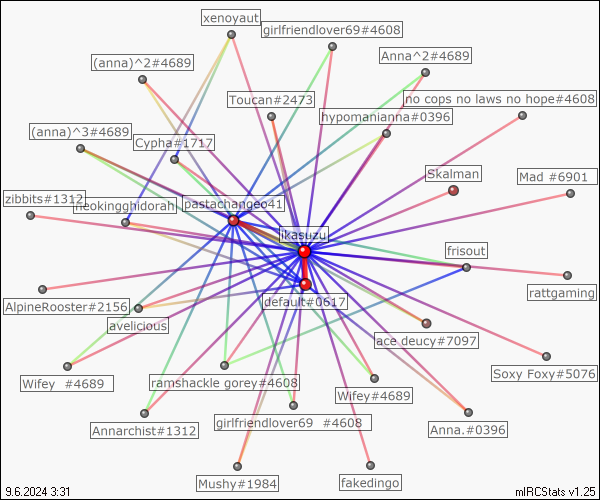 xenoyaut
girlfriendlover69#4608
(anna)^2#4689
Anna^2#4689
Toucan#2473
no cops no laws no hope#4608
hypomanianna#0396
(anna)^3#4689
Cypha#1717
Skalman
Mad #6901
zibbits#1312
neokingghidorah
pastachangeo41
ikasuzu
frisout
rattgaming
default#0617
AlpineRooster#2156
avelicious
ace.deucy#7097
Soxy Foxy#5076
Wifey #4689
ramshackle gorey#4608
Wifey#4689
Annarchist#1312
girlfriendlover69 #4608
Anna.#0396
Mushy#1984
fakedingo
9.6.2024 3:31
mIRCStats v1.25